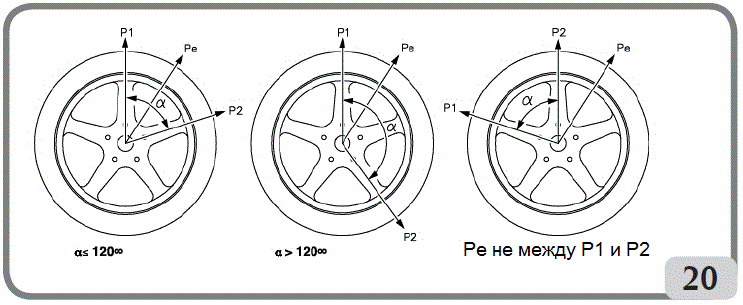 P1
Pe
α
P2
α≤ 120∞
P1
Pe
α
P2
α > 120∞
P2
Pe
P1
α
Pe не между P1 и P2
20